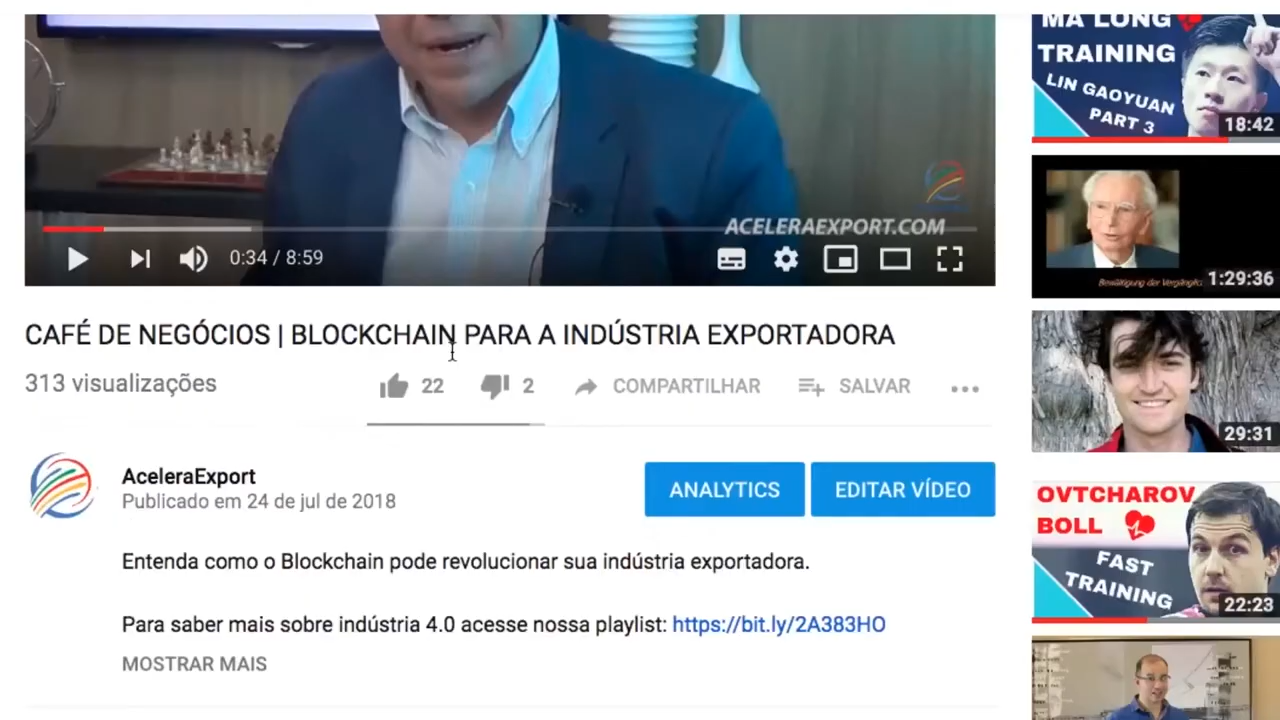 ACELERAEXPORT.COM
0:34 / 8:59
CAFÉ DE NEGÓCIOS | BLOCKCHAIN PARA A INDÚSTRIA EXPORTADORA
313 visualizações
22
2
COMPARTILHAR
SALVAR
AceleraExport
Publicado em 24 de jul de 2018
ANALYTICS
EDITAR VÍDEO
Entenda como o Blockchain pode revolucionar sua indústria exportadora.
Para saber mais sobre indústria 4.0 acesse nossa playlist: https://bit.ly/2A383HO
MOSTRAR MAIS
MA LONG
TRAINING
LIN GAOYUAN
PART 3
18:42
Bewältigung der
1:29:36
29:31
OVTCHAROV
BOLL
FAST
TRAINING
22:23